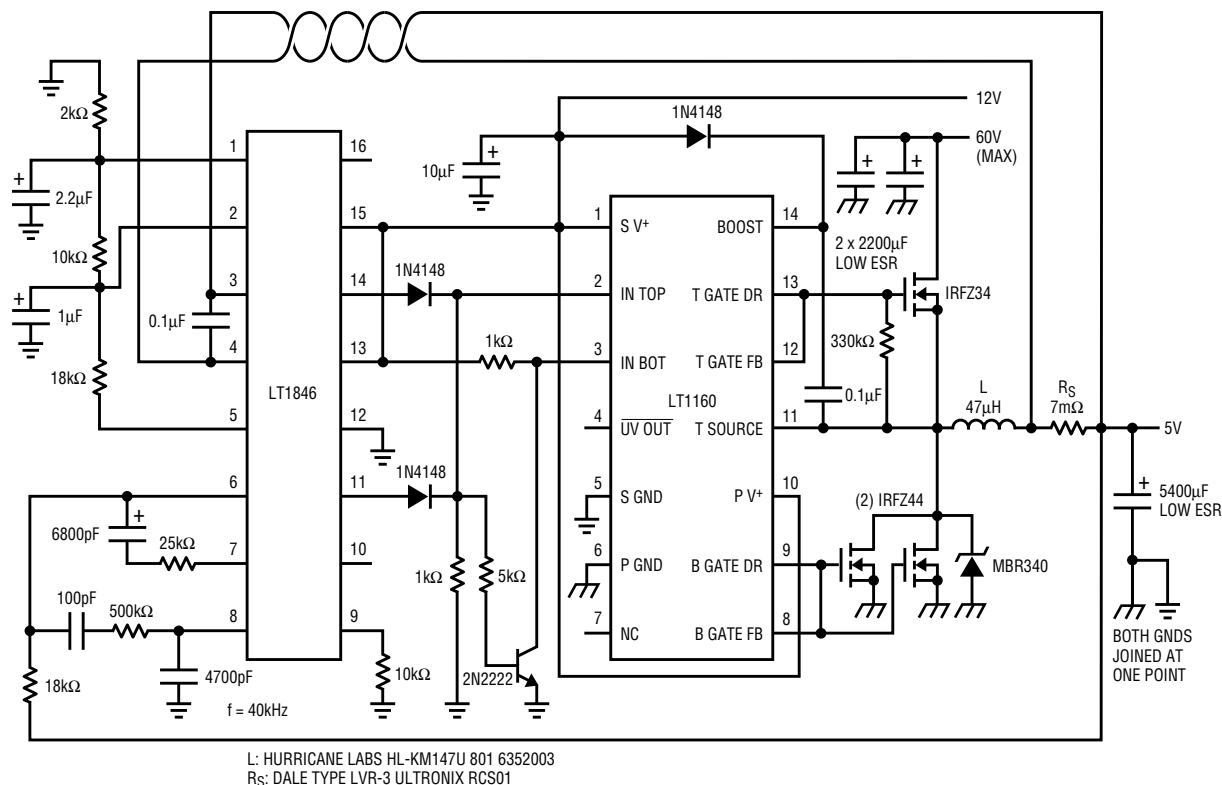 2kΩ
+
2.2µF
10kΩ
+
1µF
18kΩ
0.1µF
1
2
3
4
5
6
7
8
LT1846
16
15
14
13
12
11
10
9
+
6800pF
25kΩ
100pF
500kΩ
18kΩ
4700pF
f = 40kHz
10kΩ
1N4148
1N4148
1kΩ
1kΩ
5kΩ
2N2222
+
10µF
1N4148
12V
60V
(MAX)
+
+
2 x 2200µF
LOW ESR
1
S V+
2
IN TOP
3
IN BOT
4
UV OUT
5
S GND
6
P GND
7
NC
LT1160
BOOST
14
T GATE DR
13
T GATE FB
12
T SOURCE
11
P V+
10
B GATE DR
9
B GATE FB
8
330kΩ
0.1µF
IRFZ34
L
47µH
RS
7mΩ
5V
+
5400µF
LOW ESR
(2) IRFZ44
MBR340
BOTH GNDS
JOINED AT
ONE POINT
L: HURRICANE LABS HL-KM147U 801 6352003
RS: DALE TYPE LVR-3 ULTRONIX RCS01